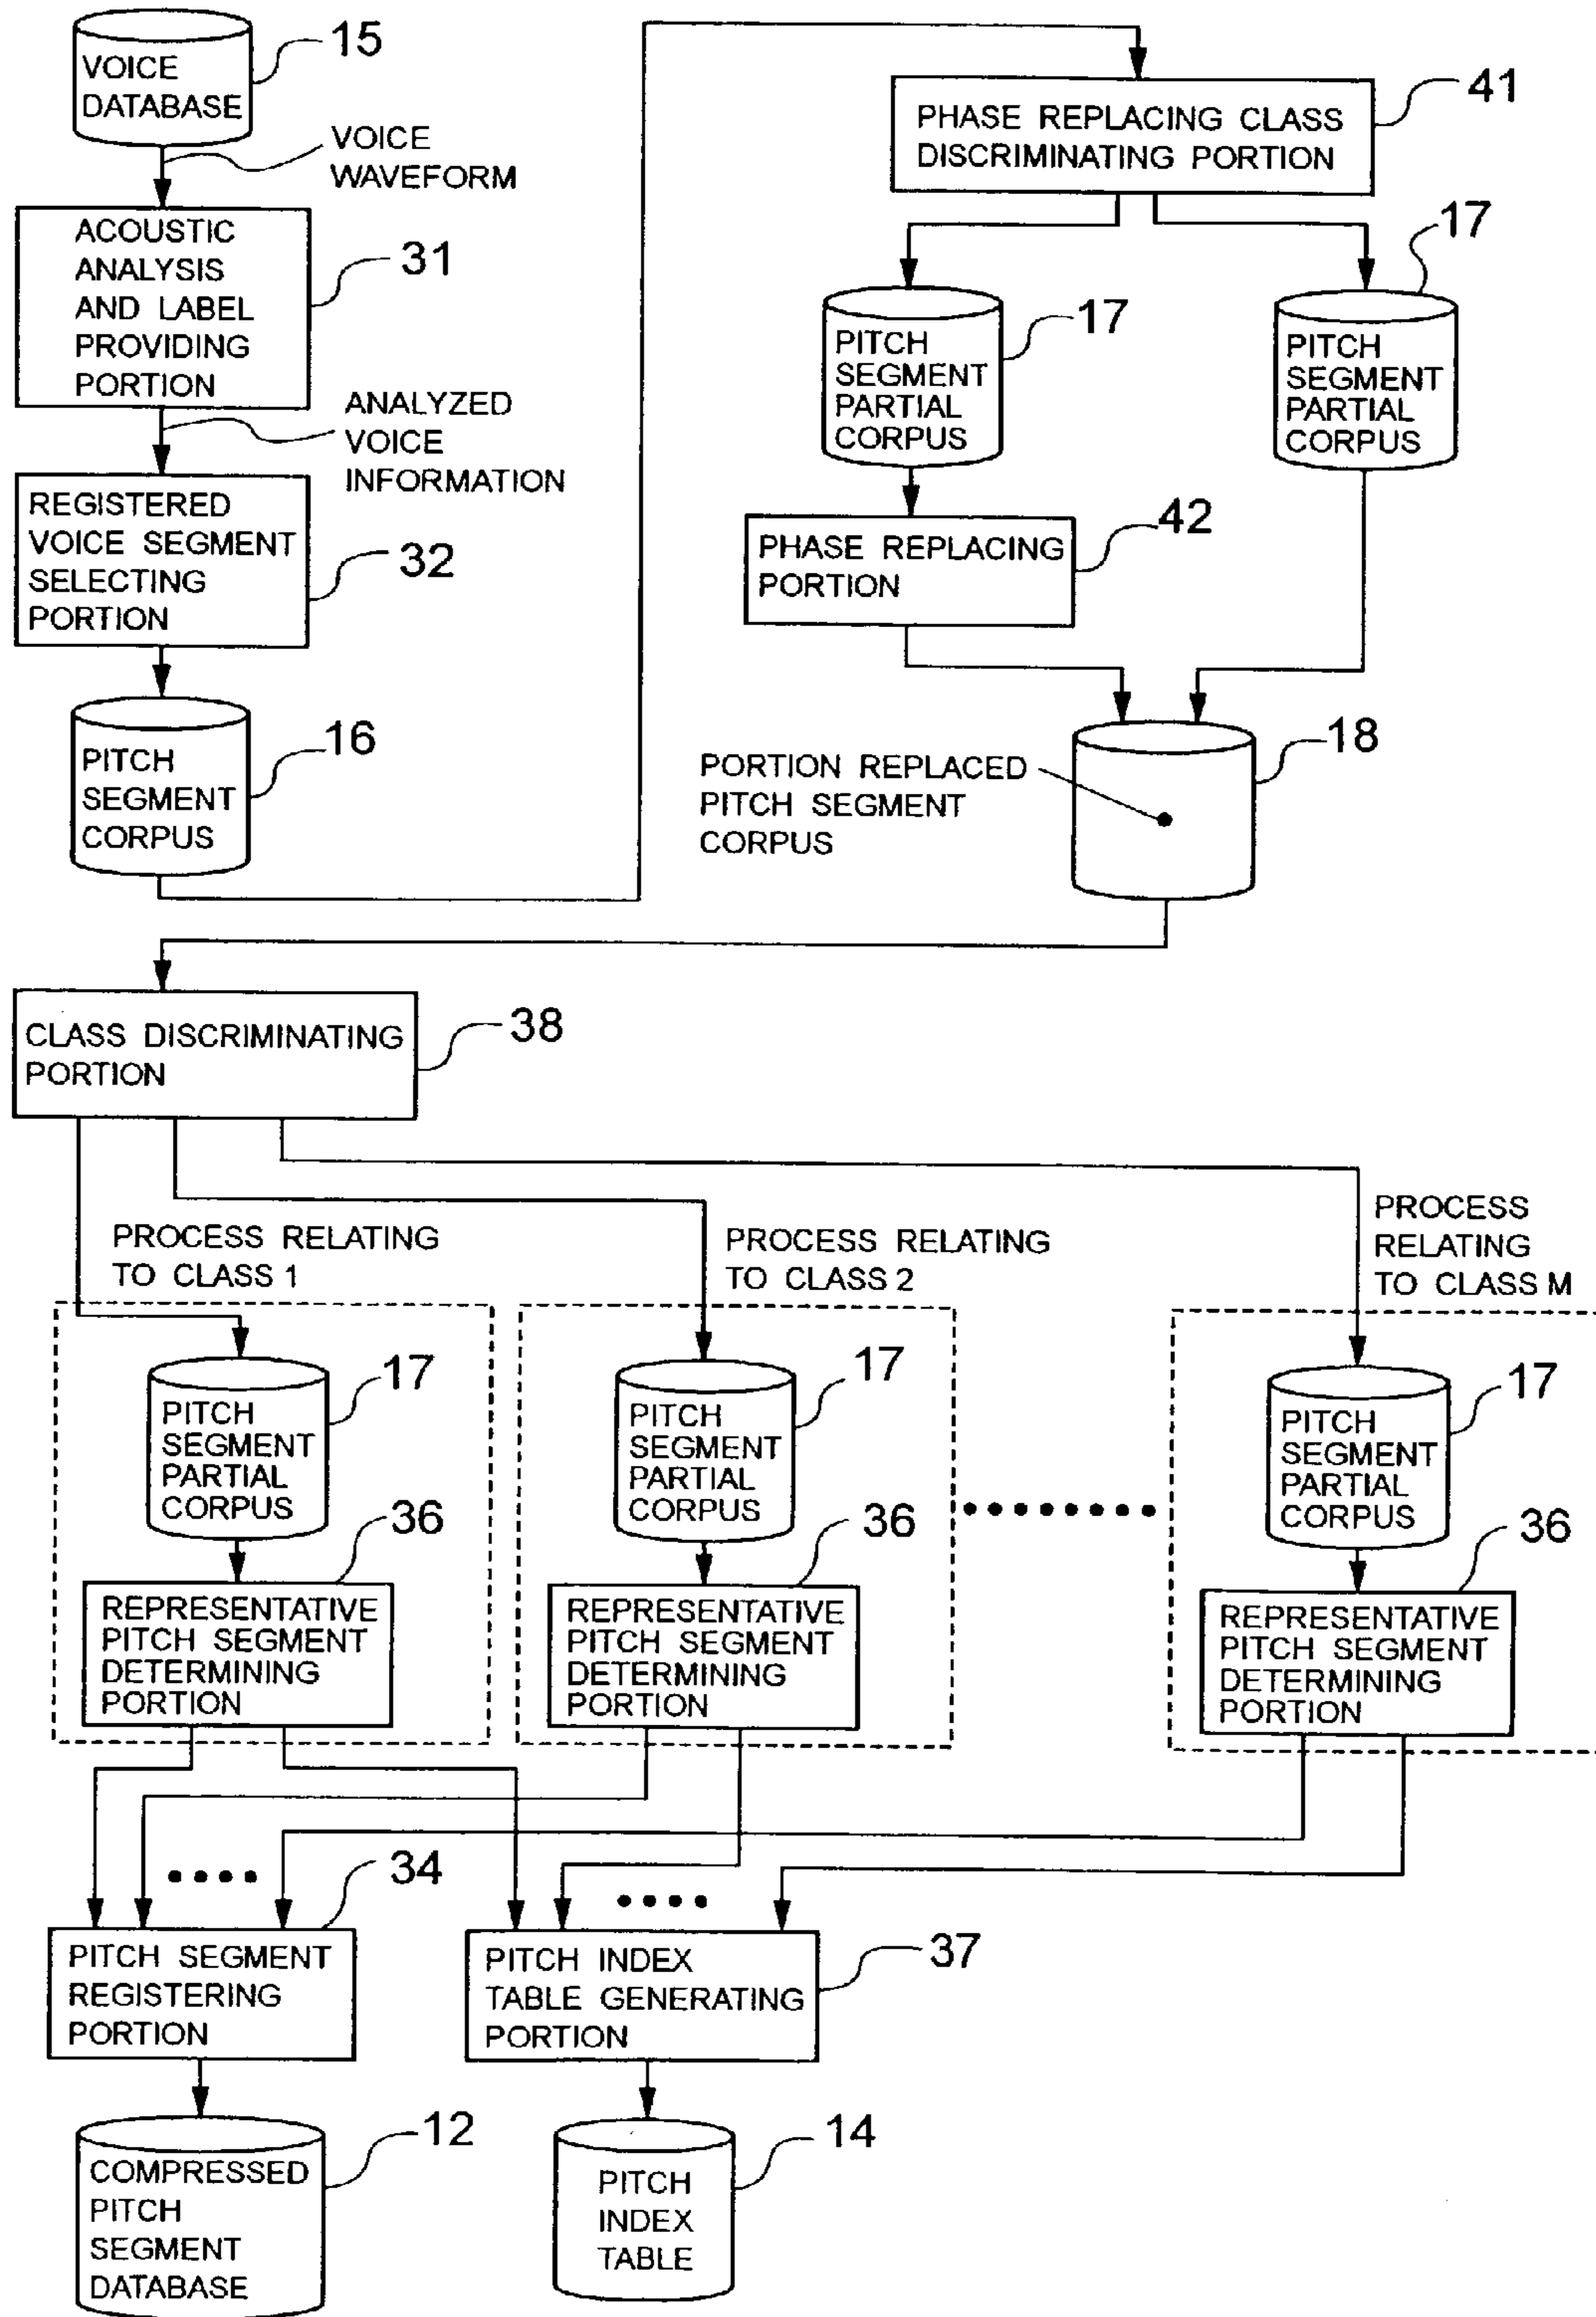 VOICE
DATABASE
15
VOICE
WAVEFORM
ACOUSTIC
ANALYSIS
AND LABEL
PROVIDING
PORTION
31
ANALYZED
VOICE
INFORMATION
REGISTERED
VOICE SEGMENT
SELECTING
PORTION
32
PITCH
SEGMENT
CORPUS
16
PHASE REPLACING CLASS
DISCRIMINATING PORTION
41
PITCH
SEGMENT
PARTIAL
CORPUS
17
PITCH
SEGMENT
PARTIAL
CORPUS
17
PHASE REPLACING
PORTION
42
PORTION REPLACED
PITCH SEGMENT
CORPUS
18
CLASS DISCRIMINATING
PORTION
38
PROCESS RELATING
TO CLASS 1
PITCH
SEGMENT
PARTIAL
CORPUS
17
REPRESENTATIVE
PITCH SEGMENT
DETERMINING
PORTION
36
PROCESS RELATING
TO CLASS 2
PITCH
SEGMENT
PARTIAL
CORPUS
17
REPRESENTATIVE
PITCH SEGMENT
DETERMINING
PORTION
36
PROCESS
RELATING
TO CLASS M
PITCH
SEGMENT
PARTIAL
CORPUS
17
REPRESENTATIVE
PITCH SEGMENT
DETERMINING
PORTION
36
PITCH SEGMENT
REGISTERING
PORTION
34
PITCH INDEX
TABLE GENERATING
PORTION
37
COMPRESSED
PITCH
SEGMENT
DATABASE
12
PITCH
INDEX
TABLE
14